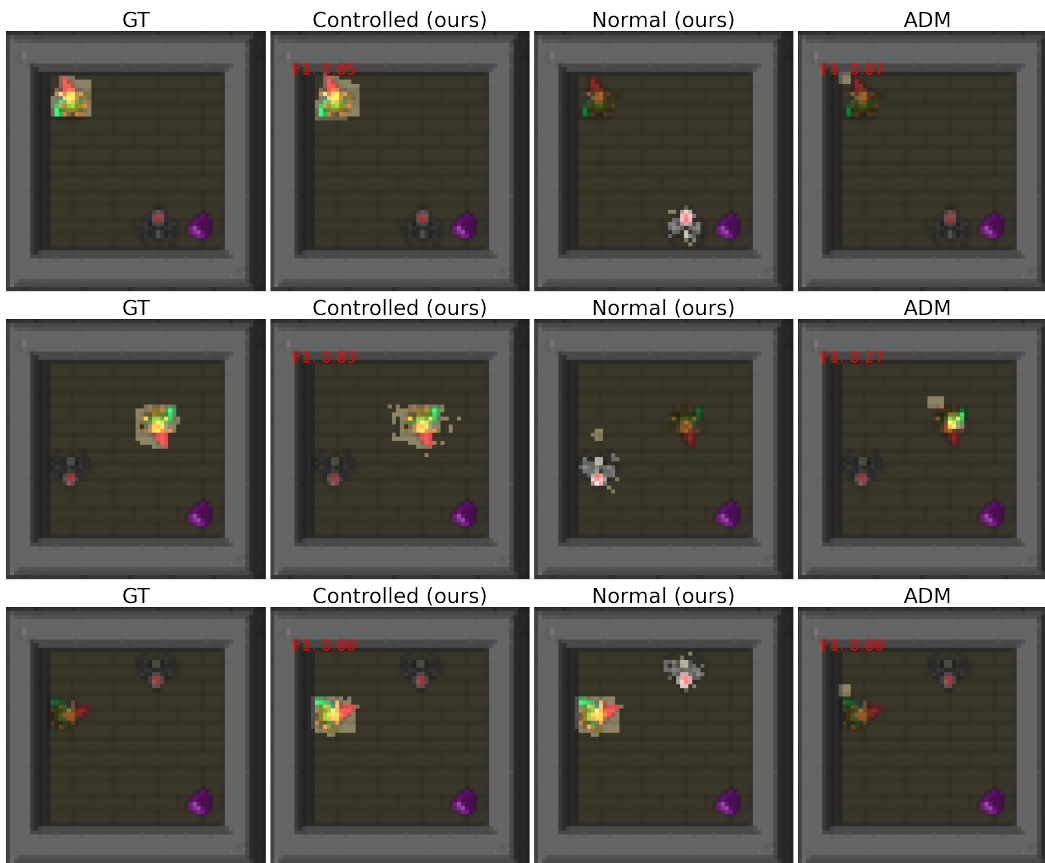 GT Controlled (ours) Normal (ours) ADM
F1: 0.85 F1: 0.07
GT Controlled (ours) Normal (ours) ADM
F1: 0.83 F1: 0.27
GT Controlled (ours) Normal (ours) ADM
F1: 0.00 F1: 0.00